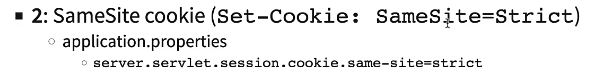 ▪ 2: SameSite cookie (Set-Cookie: SameSite=Strict)
◦ application.properties
◦ server.servlet.session.cookie.same-site=strict